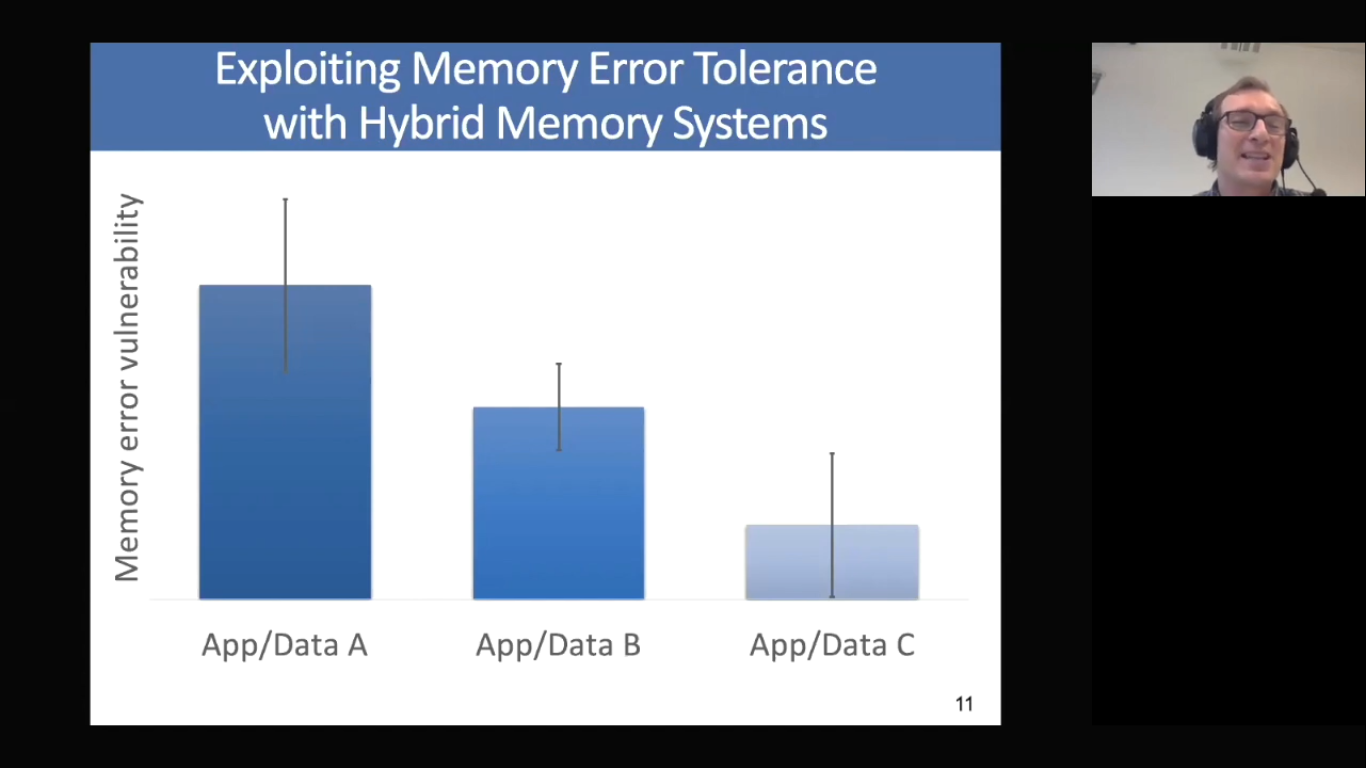 Exploiting Memory Error Tolerance
with Hybrid Memory Systems
Memory error vulnerability
App/Data A
App/Data B
App/Data C
11